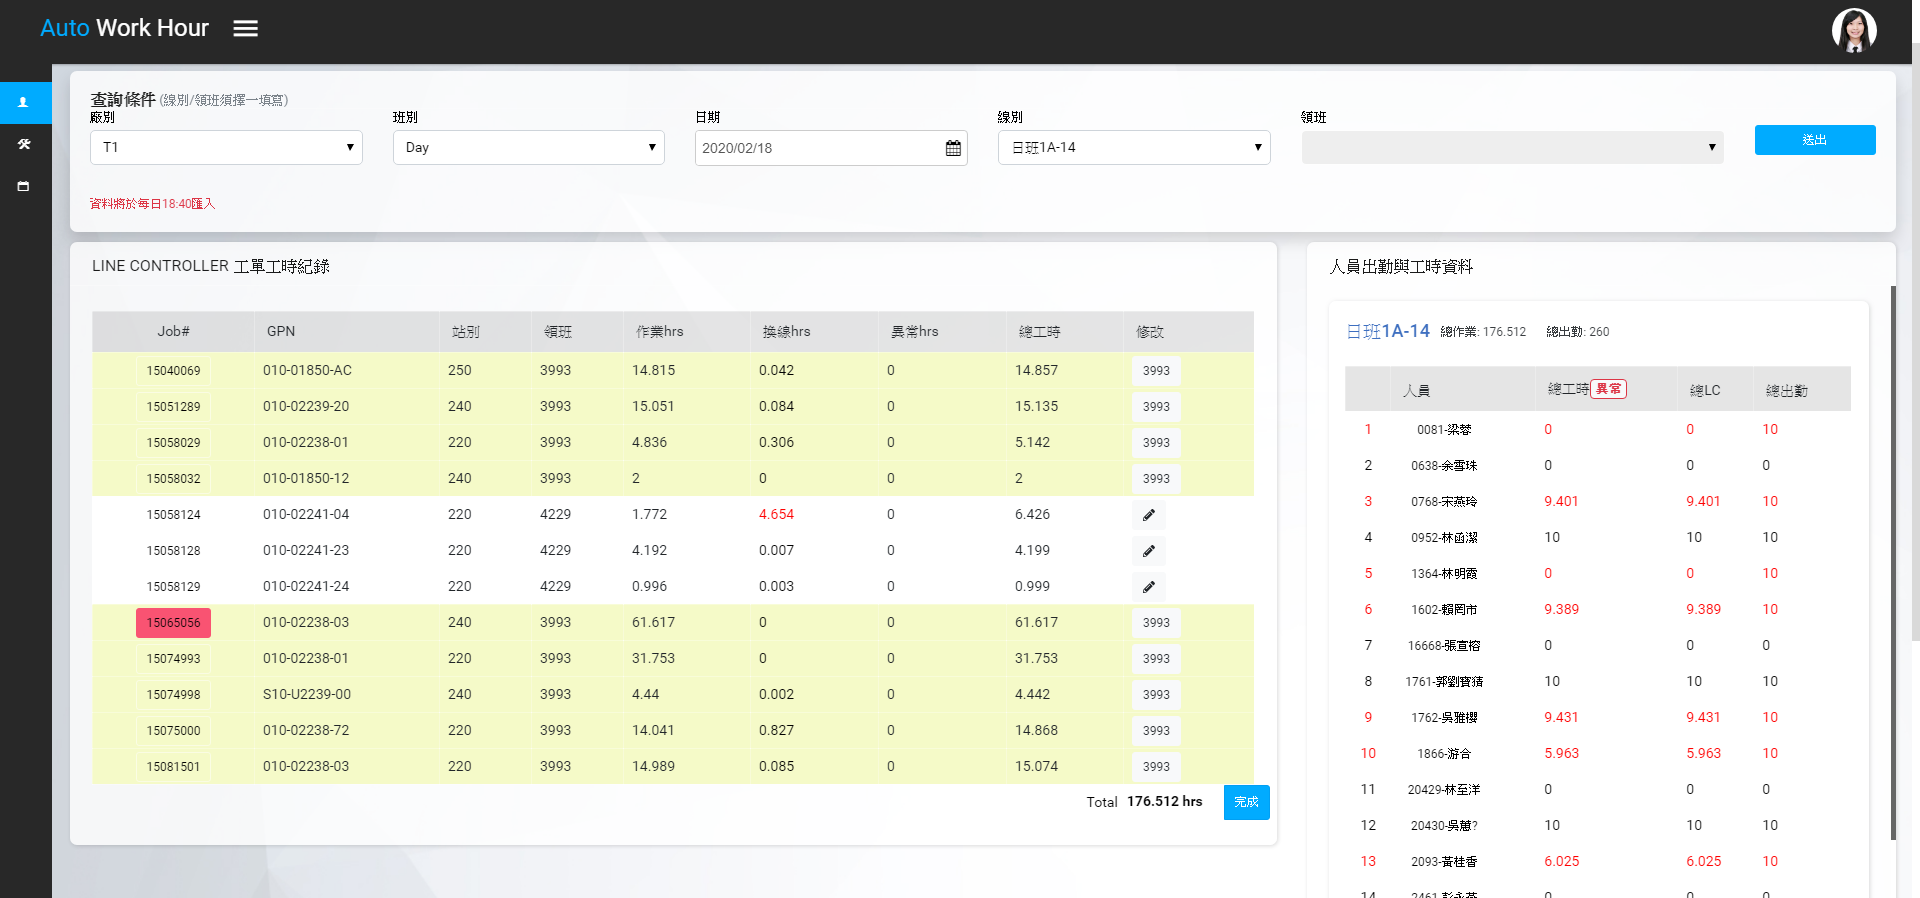 Auto Work Hour
查詢條件 (線別/領班須擇一填寫)
廠別 班別 日期 線別 領班
T1 Day 2020/02/18 日班1A-14 送出
資料將於每日18:40匯入
LINE CONTROLLER 工單工時紀錄
Job# GPN 站別 領班 作業hrs 換線hrs 異常hrs 總工時 修改
15040069 010-01850-AC 250 3993 14.815 0.042 0 14.857 3993
15051289 010-02239-20 240 3993 15.051 0.084 0 15.135 3993
15058029 010-02238-01 220 3993 4.836 0.306 0 5.142 3993
15058032 010-01850-12 240 3993 2 0 0 2 3993
15058124 010-02241-04 220 4229 1.772 4.654 0 6.426
15058128 010-02241-23 220 4229 4.192 0.007 0 4.199
15058129 010-02241-24 220 4229 0.996 0.003 0 0.999
15065056 010-02238-03 240 3993 61.617 0 0 61.617 3993
15074993 010-02238-01 220 3993 31.753 0 0 31.753 3993
15074998 S10-U2239-00 240 3993 4.44 0.002 0 4.442 3993
15075000 010-02238-72 220 3993 14.041 0.827 0 14.868 3993
15081501 010-02238-03 220 3993 14.989 0.085 0 15.074 3993
Total 176.512 hrs 完成
人員出勤與工時資料
日班1A-14 總作業: 176.512 總出勤: 260
人員 總工時 異常 總LC 總出勤
1 0081-梁蓉 0 0 10
2 0638-余雪珠 0 0 0
3 0768-宋燕玲 9.401 9.401 10
4 0952-林函潔 10 10 10
5 1364-林明霞 0 0 10
6 1602-賴罔市 9.389 9.389 10
7 16668-張宣榕 0 0 0
8 1761-郭劉寶猜 10 10 10
9 1762-吳雅櫻 9.431 9.431 10
10 1866-游合 5.963 5.963 10
11 20429-林至洋 0 0 0
12 20430-吳蕙? 10 10 10
13 2093-黃桂香 6.025 6.025 10
14 2461- 0 0 0